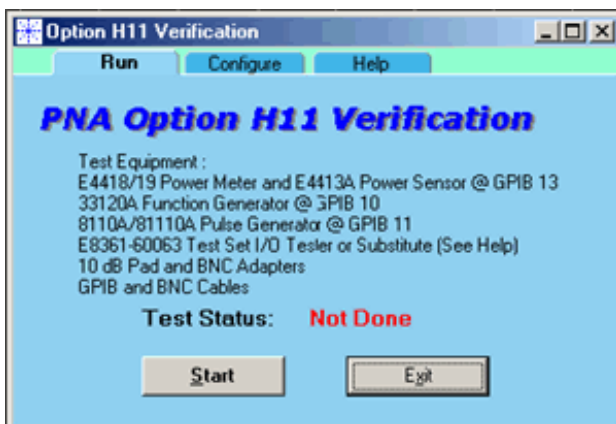 Option H11 Verification
Run Configure Help
PNA Option H11 Verification
Test Equipment :
E4418/19 Power Meter and E4413A Power Sensor @ GPIB 13
33120A Function Generator @ GPIB 10
8110A/81110A Pulse Generator @ GPIB 11
E8361-60063 Test Set I/O Tester or Substitute (See Help)
10 dB Pad and BNC Adapters
GPIB and BNC Cables
Test Status: Not Done
Start Exit